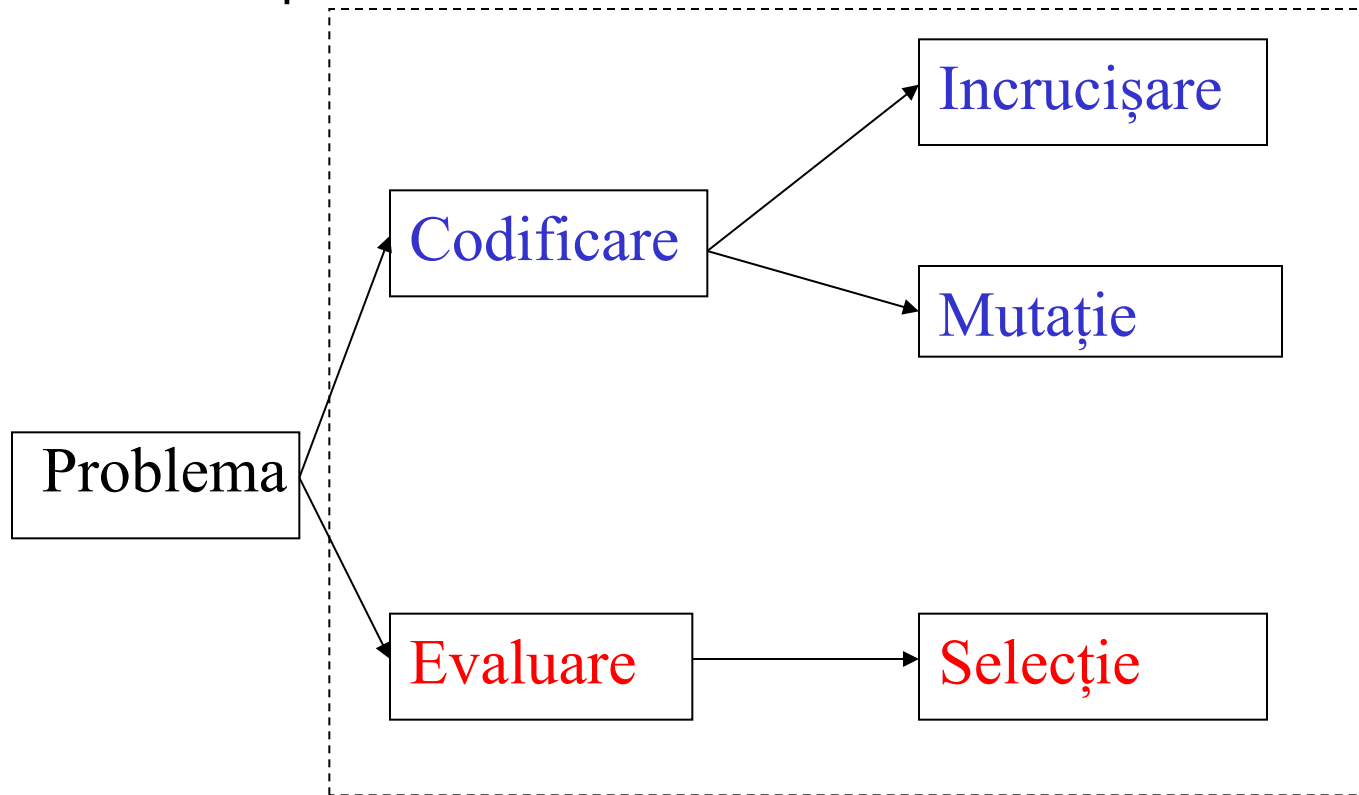 Incrucișare
Codificare
Mutație
Problema
Evaluare
Selecție